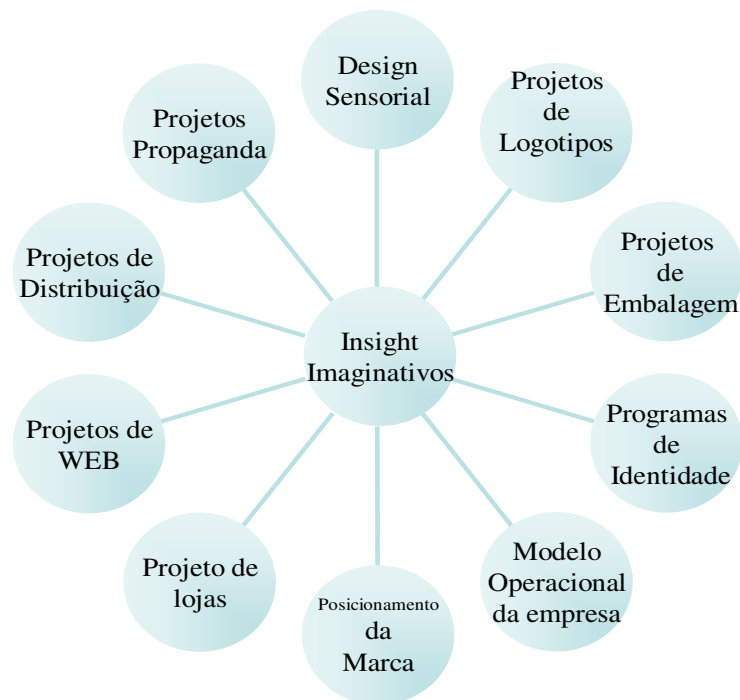 Design
Sensorial
Projetos
de
Logotipos
Projetos
de
Embalagem
Programas
de
Identidade
Modelo
Operacional
da empresa
Posicionamento
da
Marca
Projeto de
lojas
Projetos de
WEB
Projetos de
Distribuição
Projetos
Propaganda
Insight
Imaginativos